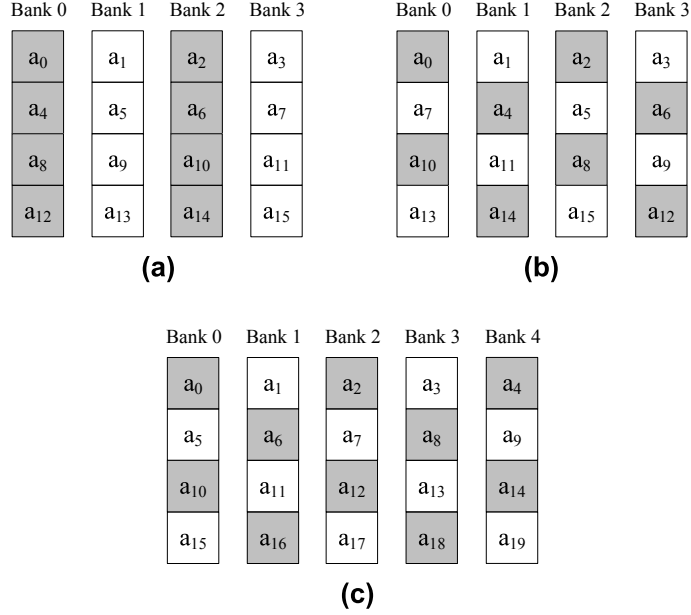 Bank 0 Bank 1 Bank 2 Bank 3
a0 a1 a2 a3
a4 a5 a6 a7
a8 a9 a10 a11
a12 a13 a14 a15
(a)
Bank 0 Bank 1 Bank 2 Bank 3
a0 a1 a2 a3
a7 a4 a5 a6
a10 a11 a8 a9
a13 a14 a15 a12
(b)
Bank 0 Bank 1 Bank 2 Bank 3 Bank 4
a0 a1 a2 a3 a4
a5 a6 a7 a8 a9
a10 a11 a12 a13 a14
a15 a16 a17 a18 a19
(c)